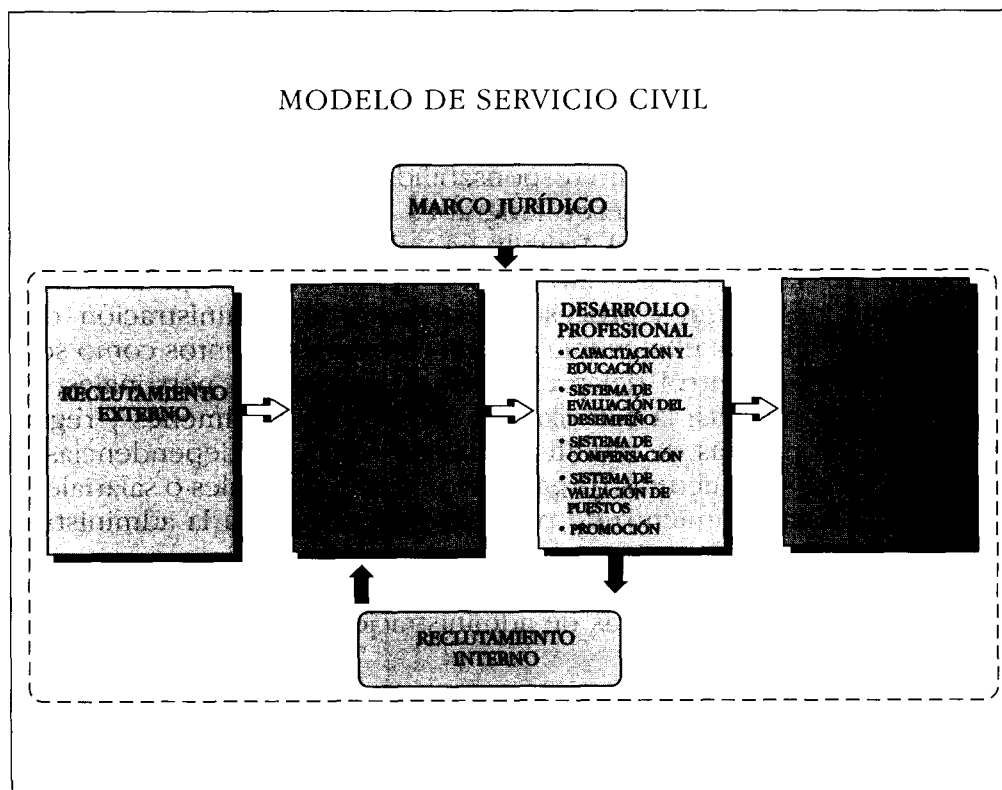 MODELO DE SERVICIO CIVIL
MARCO JURÍDICO
RECLUTAMIENTO
EXTERNO
DESARROLLO
PROFESIONAL
• CAPACITACIÓN Y
EDUCACIÓN
• SISTEMA DE
EVALUACIÓN DEL
DESEMPEÑO
• SISTEMA DE
COMPENSACIÓN
• SISTEMA DE
VALUACIÓN DE
PUESTOS
• PROMOCIÓN
RECLUTAMIENTO
INTERNO